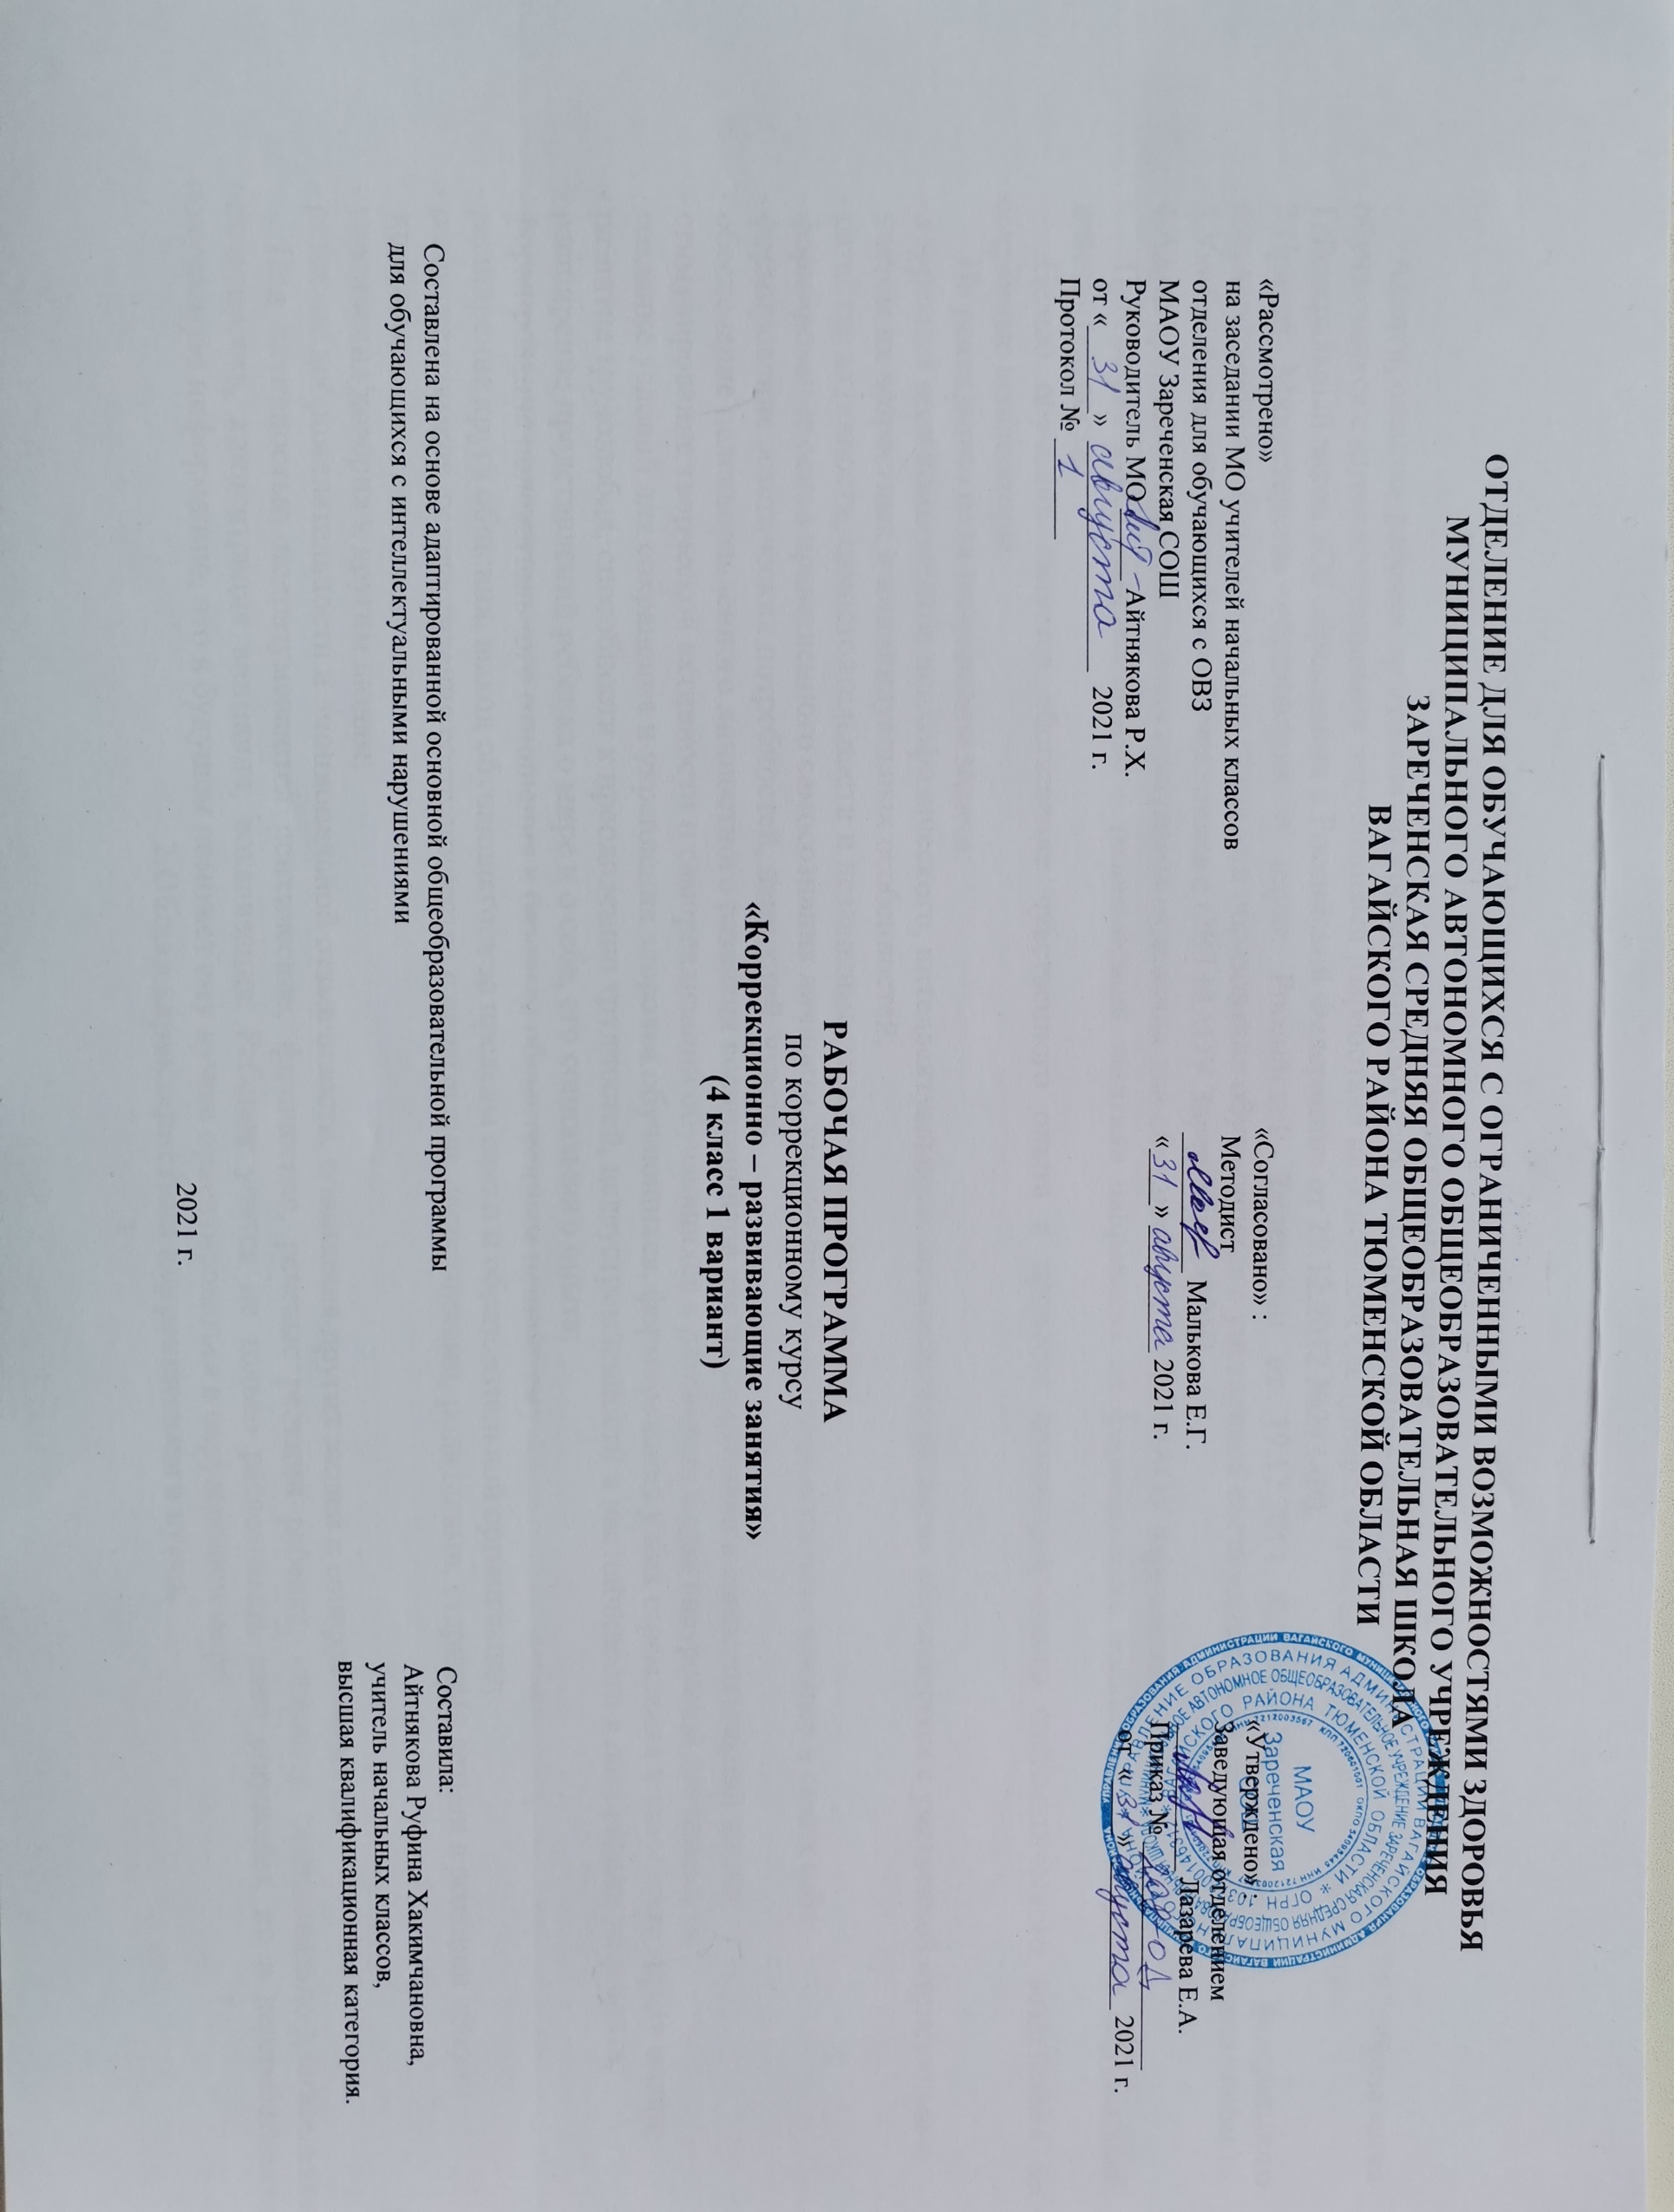 ОТДЕЛЕНИЕ ДЛЯ ОБУЧАЮЩИХСЯ С ОГРАНИЧЕННЫМИ ВОЗМОЖНОСТЯМИ ЗДОРОВЬЯ
МУНИЦИПАЛЬНОГО АВТОНОМНОГО ОБЩЕОБРАЗОВАТЕЛЬНОГО УЧРЕЖДЕНИЯ
ЗАРЕЧЕНСКАЯ СРЕДНЯЯ ОБЩЕОБРАЗОВАТЕЛЬНАЯ ШКОЛА
ВАГАЙСКОГО РАЙОНА ТЮМЕНСКОЙ ОБЛАСТИ
«Рассмотрено»
на заседании МО учителей начальных классов
отделения для обучающихся с ОВЗ
МАОУ Зареченская СОШ
Руководитель МО Айтнякова Р.Х.
от « 31 » августа 2021 г.
Протокол № 1
«Согласовано» :
Методист
Малькова Е.Г.
« 31 » августа 2021 г.
«Утверждено» :
Заведующая отделением
Лазарева Е.А.
Приказ №
от « » августа 2021 г.
МАОУ
Зареченская
РАБОЧАЯ ПРОГРАММА
по коррекционному курсу
«Коррекционно – развивающие занятия»
(4 класс 1 вариант)
Составлена на основе адаптированной основной общеобразовательной программы
для обучающихся с интеллектуальными нарушениями
Составила:
Айтнякова Руфина Хакимчановна,
учитель начальных классов,
высшая квалификационная категория.
2021 г.